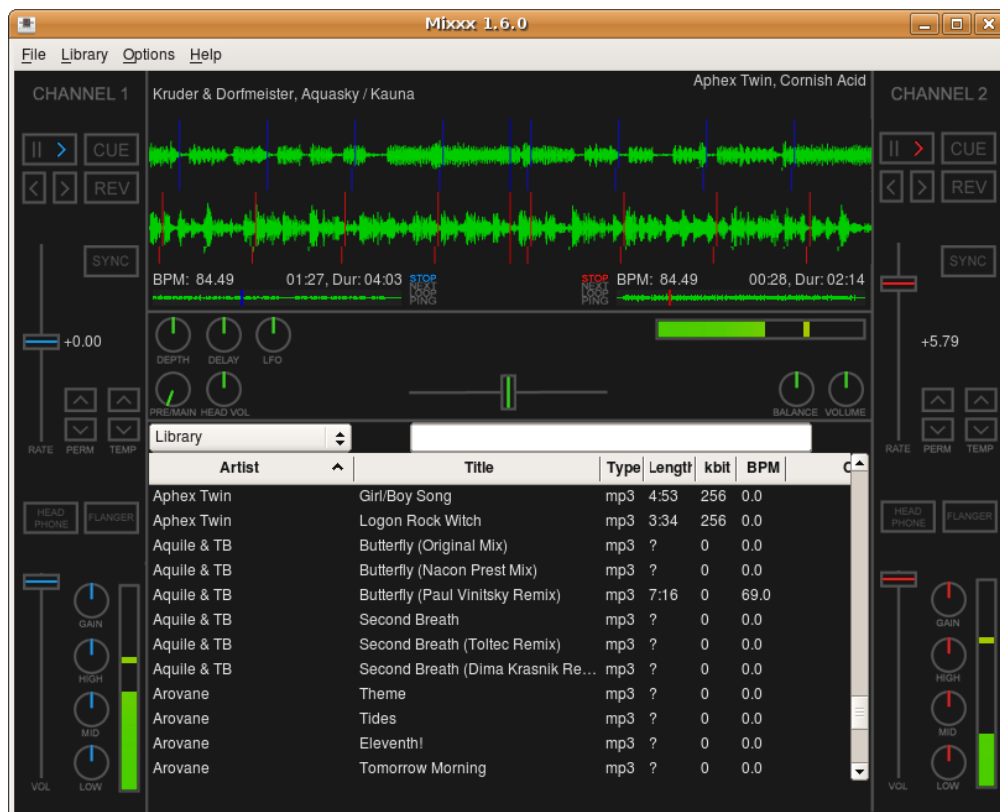 Mixxx 1.6.0
File Library Options Help
CHANNEL 1
Kruder & Dorfmeister, Aquasky / Kauna
Aphex Twin, Cornish Acid
CHANNEL 2
CUE
REV
SYNC
CUE
REV
SYNC
BPM: 84.49 01:27, Dur: 04:03
STOP
NEXT
LOOP
PING
STOP
NEXT
LOOP
PING
BPM: 84.49 00:28, Dur: 02:14
+0.00
+5.79
DEPTH DELAY LFO
PRE/MAIN HEAD VOL
BALANCE VOLUME
RATE PERM TEMP
RATE PERM TEMP
Library
Artist Title Type Length kbit BPM C
Aphex Twin Girl/Boy Song mp3 4:53 256 0.0
Aphex Twin Logon Rock Witch mp3 3:34 256 0.0
Aquile & TB Butterfly (Original Mix) mp3 ? 0 0.0
Aquile & TB Butterfly (Nacon Prest Mix) mp3 ? 0 0.0
Aquile & TB Butterfly (Paul Vinitsky Remix) mp3 7:16 0 69.0
Aquile & TB Second Breath mp3 ? 0 0.0
Aquile & TB Second Breath (Toltec Remix) mp3 ? 0 0.0
Aquile & TB Second Breath (Dima Krasnik Re... mp3 ? 0 0.0
Arovane Theme mp3 ? 0 0.0
Arovane Tides mp3 ? 0 0.0
Arovane Eleventh! mp3 ? 0 0.0
Arovane Tomorrow Morning mp3 ? 0 0.0
HEAD
PHONE
FLANGER
GAIN
HIGH
MID
VOL LOW
HEAD
PHONE
FLANGER
GAIN
HIGH
MID
VOL LOW